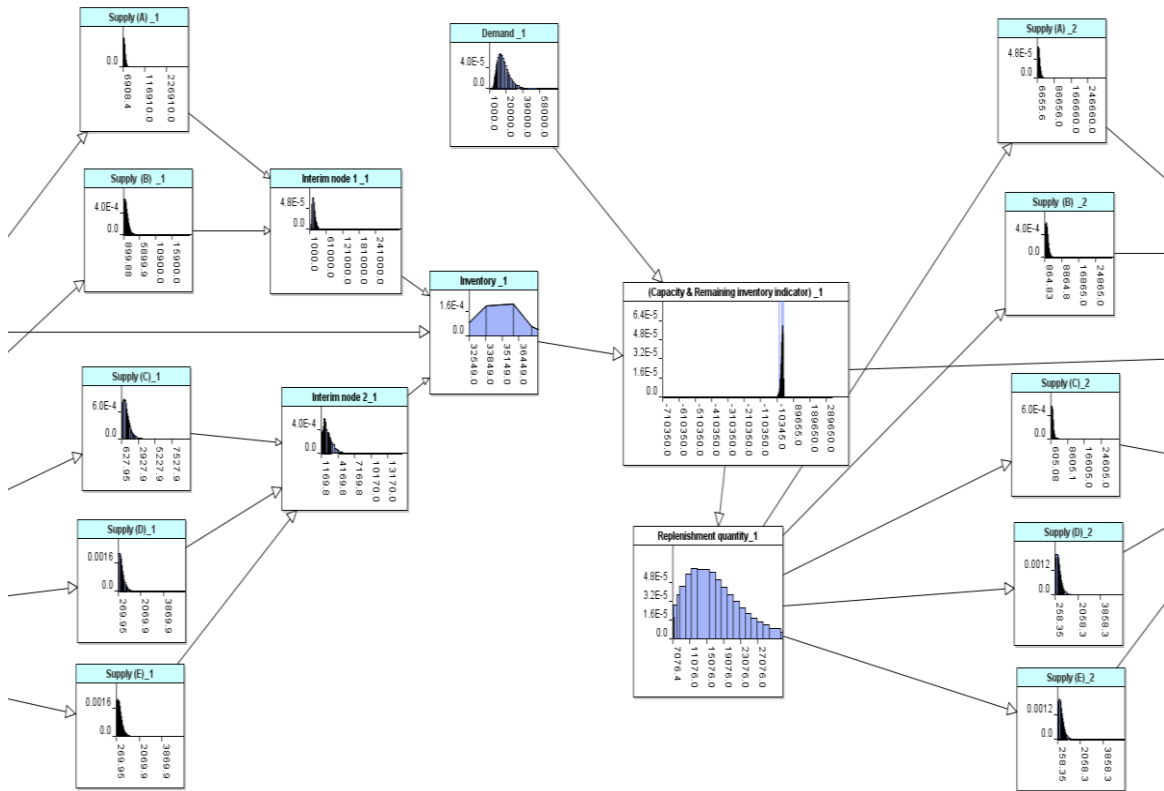 Supply (A) _1
0.0
6908.4
116910.0
226910.0
Demand _1
4.0E-5
0.0
1000.0
20000.0
39000.0
58000.0
Supply (A) _2
4.8E-5
0.0
6655.6
86656.0
166660.0
246660.0
Supply (B) _1
4.0E-4
0.0
899.88
5899.9
10900.0
15900.0
Interim node 1 _1
4.8E-5
0.0
1000.0
61000.0
121000.0
181000.0
241000.0
Supply (B) _2
4.0E-4
0.0
864.83
8864.8
16865.0
24865.0
Inventory _1
1.6E-4
0.0
32549.0
33849.0
35149.0
36449.0
(Capacity & Remaining inventory indicator) _1
6.4E-5
4.8E-5
3.2E-5
1.6E-5
0.0
-710350.0
-610350.0
-510350.0
-410350.0
-310350.0
-210350.0
-110350.0
-10345.0
89655.0
189650.0
289650.0
Supply (C)_1
6.0E-4
0.0
627.95
2927.9
5227.9
7527.9
Interim node 2_1
4.0E-4
0.0
1169.8
4169.8
7169.8
10170.0
13170.0
Supply (C)_2
6.0E-4
0.0
605.08
8605.1
16605.0
24605.0
Supply (D)_1
0.0016
0.0
269.95
2069.9
3869.9
Replenishment quantity_1
4.8E-5
3.2E-5
1.6E-5
0.0
7076.4
11076.0
15076.0
19076.0
23076.0
27076.0
Supply (D)_2
0.0012
0.0
258.35
2058.3
3858.3
Supply (E)_1
0.0016
0.0
269.95
2069.9
3869.9
Supply (E)_2
0.0012
0.0
258.35
2058.3
3858.3